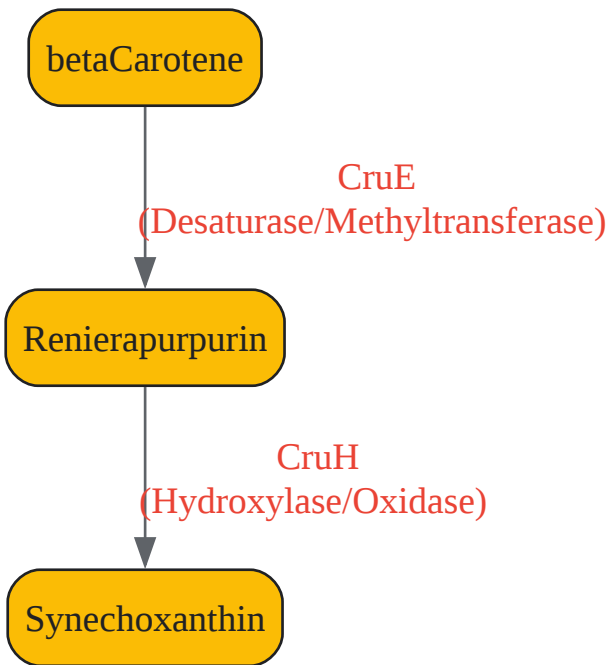 betaCarotene
CruE
(Desaturase/Methyltransferase)
Renierapurpurin
CruH
(Hydroxylase/Oxidase)
Synechoxanthin